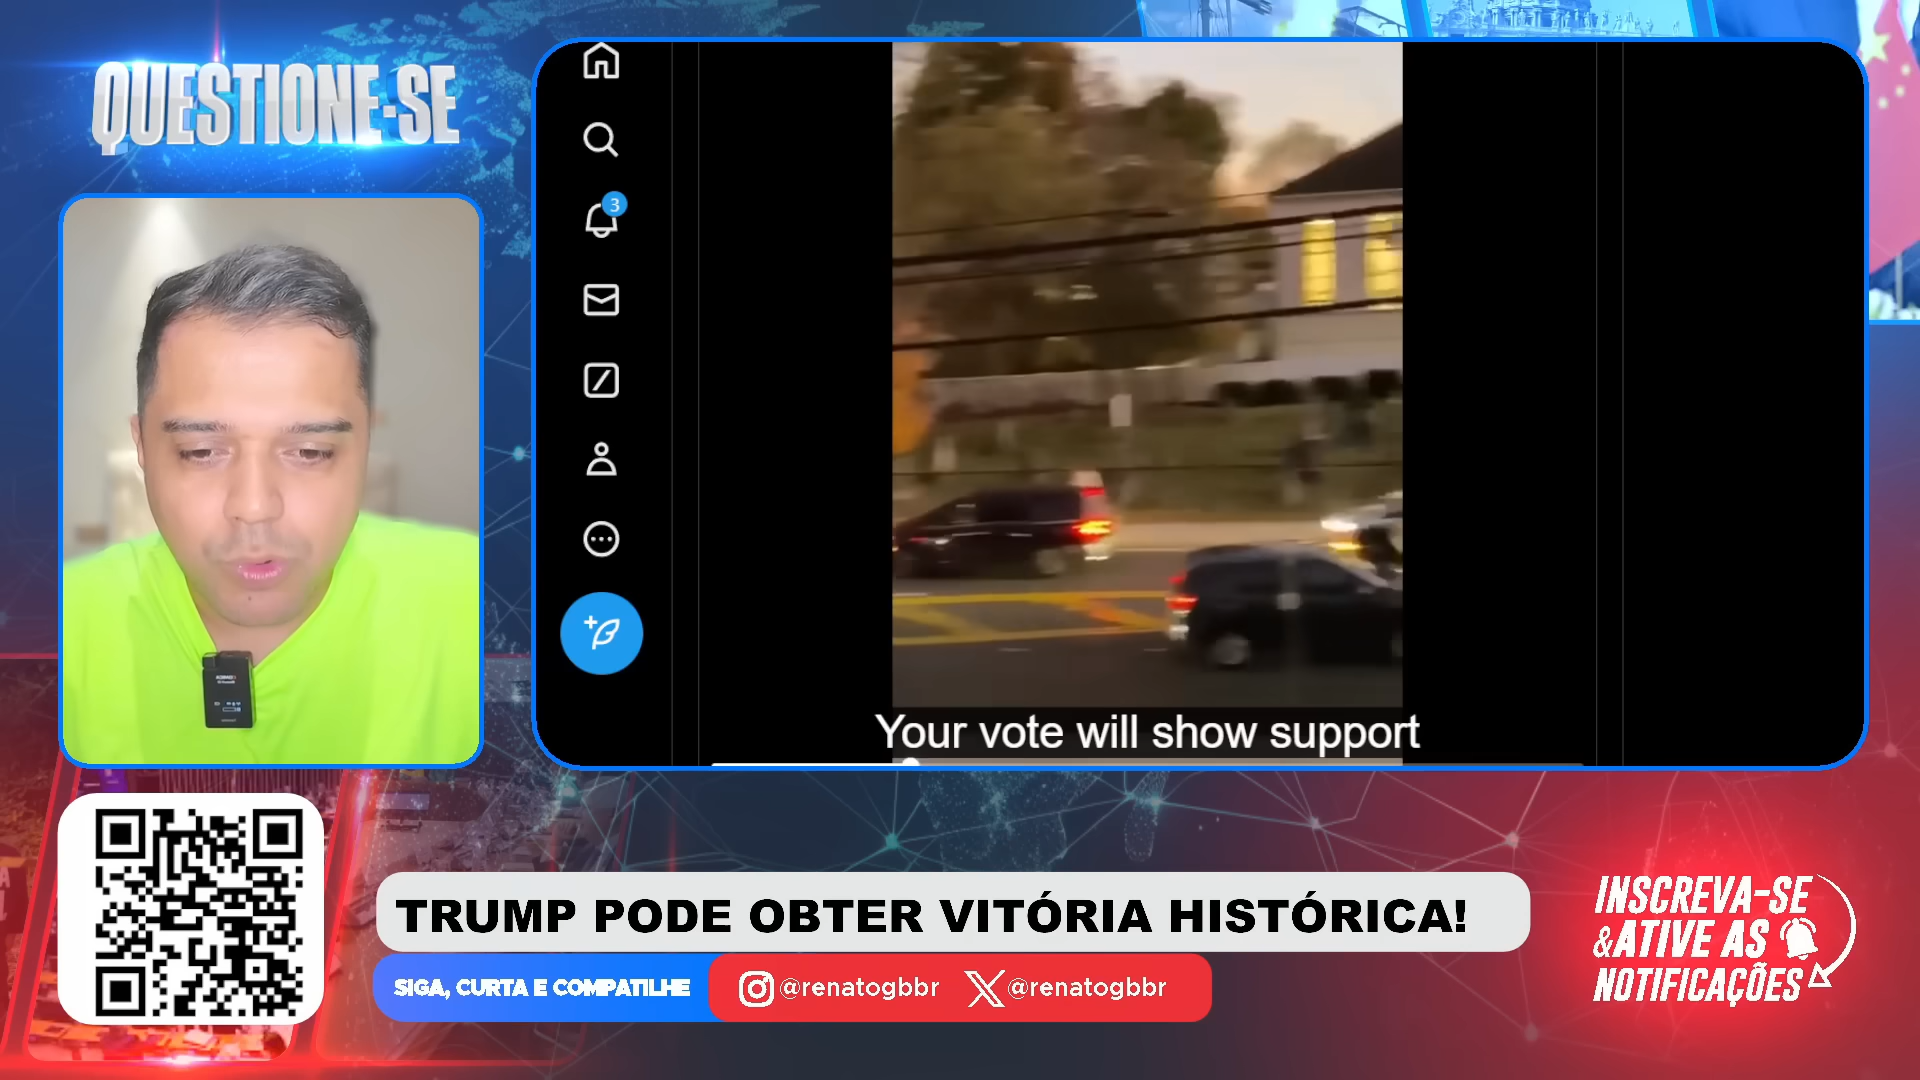 QUESTIONE-SE
3
Your vote will show support
TRUMP PODE OBTER VITÓRIA HISTÓRICA!
SIGA, CURTA E COMPATILHE
@renatogbbr
@renatogbbr
INSCREVA-SE
&ATIVE AS
NOTIFICAÇÕES